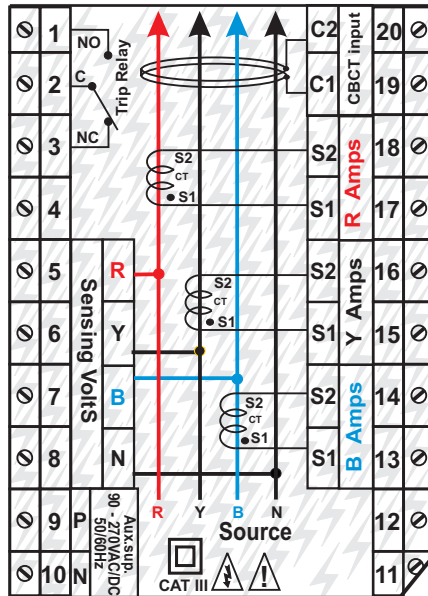 1 NO C2 20
2 C Trip Relay C1 CBCT input 19
3 NC S2 CT S1 S2 18
4 S1 R Amps 17
5 R S2 CT S1 S2 16
6 Y S1 Y Amps 15
Sensing VoltS
7 B S2 CT S1 S2 14
8 N S1 B Amps 13
R Y B N
Source
9 P 12
10 N 11
Aux.sup.
90 - 270VAC/DC
50/60Hz
CAT III
!